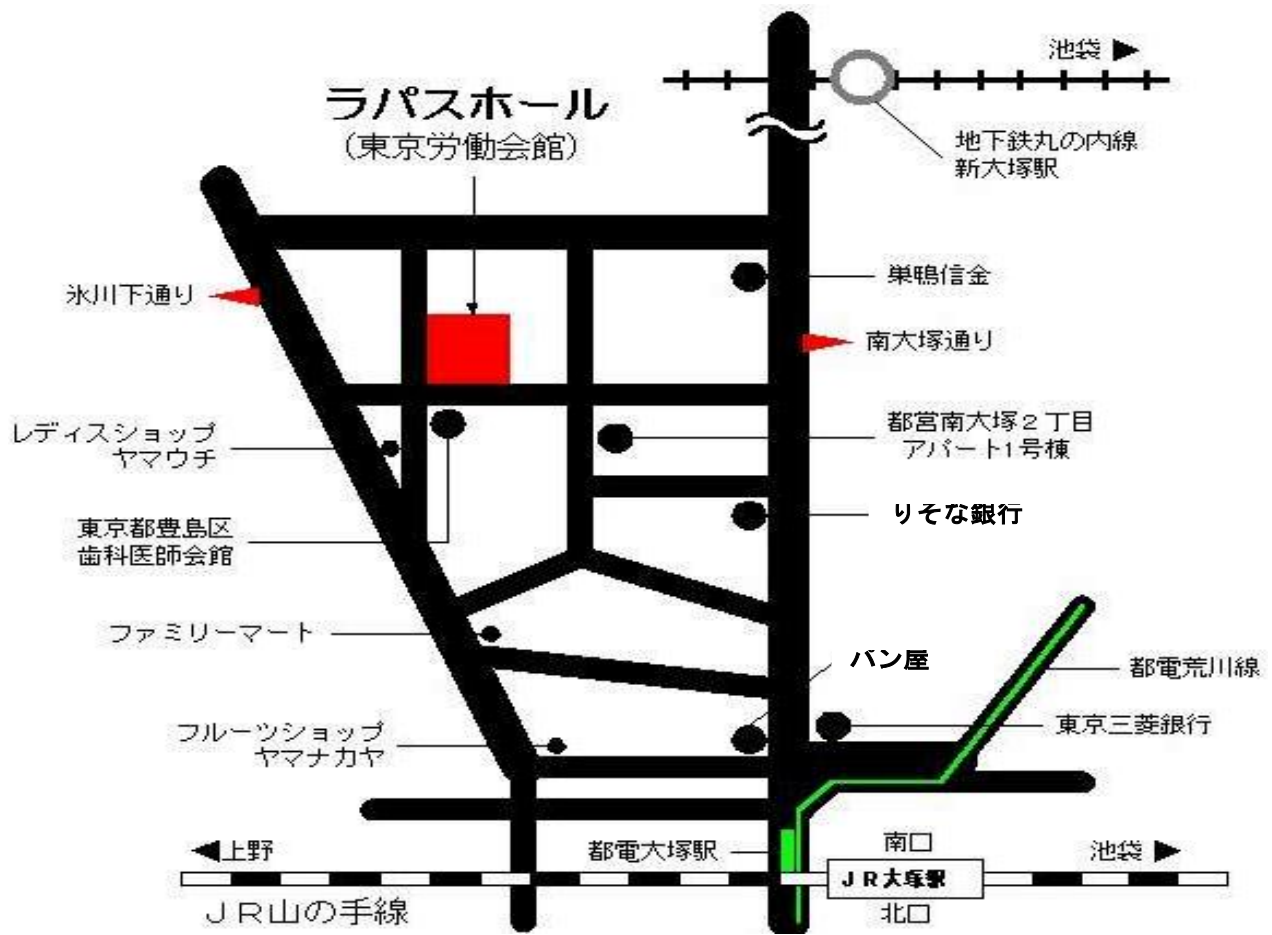 池袋 ▶
ラパスホール
(東京労働会館)
地下鉄丸の内線
新大塚駅
氷川下通り
巣鴨信金
南大塚通り
レディスショップ
ヤマウチ
都営南大塚2丁目
アパート1号棟
東京都豊島区
歯科医師会館
りそな銀行
ファミリーマート
バン屋
都電荒川線
フルーツショップ
ヤマナカヤ
東京三菱銀行
◀上野
都電大塚駅
南口
池袋 ▶
JR大塚駅
JR山の手線
北口